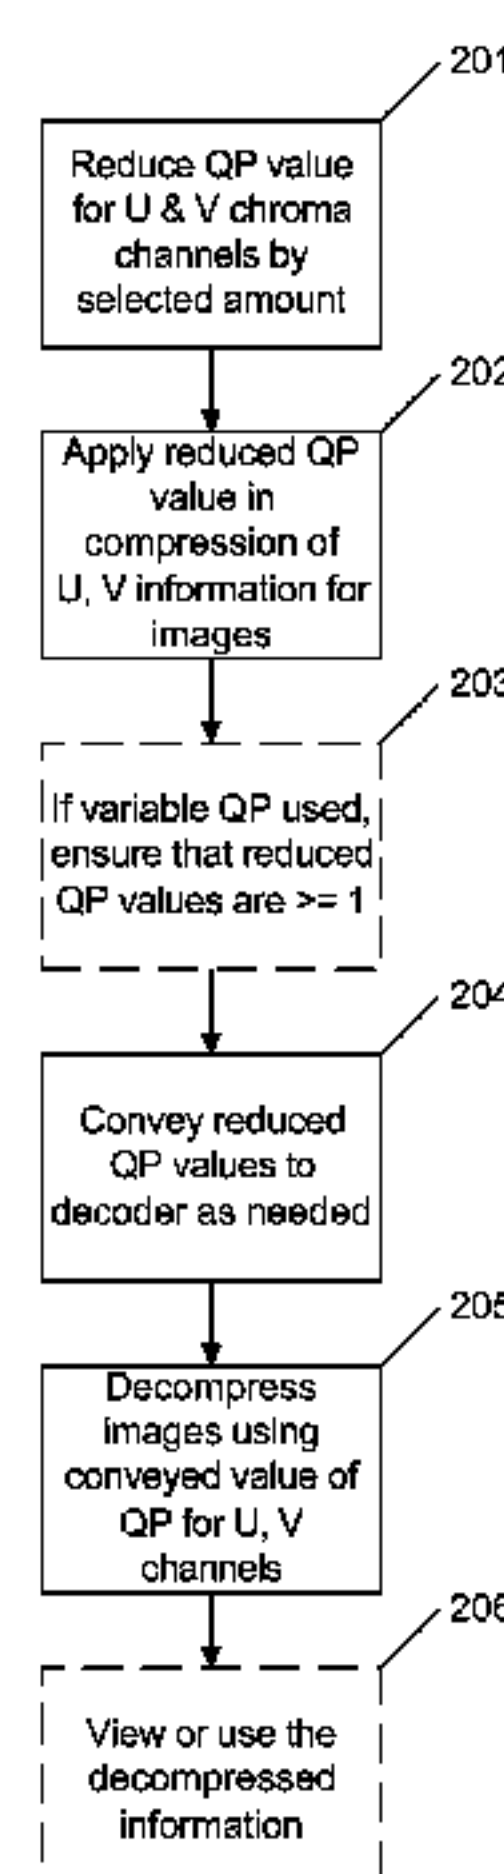 201
Reduce QP value
for U & V chroma
channels by
selected amount
202
Apply reduced QP
value in
compression of
U, V information for
images
203
If variable QP used,
ensure that reduced
QP values are >= 1
204
Convey reduced
QP values to
decoder as needed
205
Decompress
images using
conveyed value of
QP for U, V
channels
206
View or use the
decompressed
information